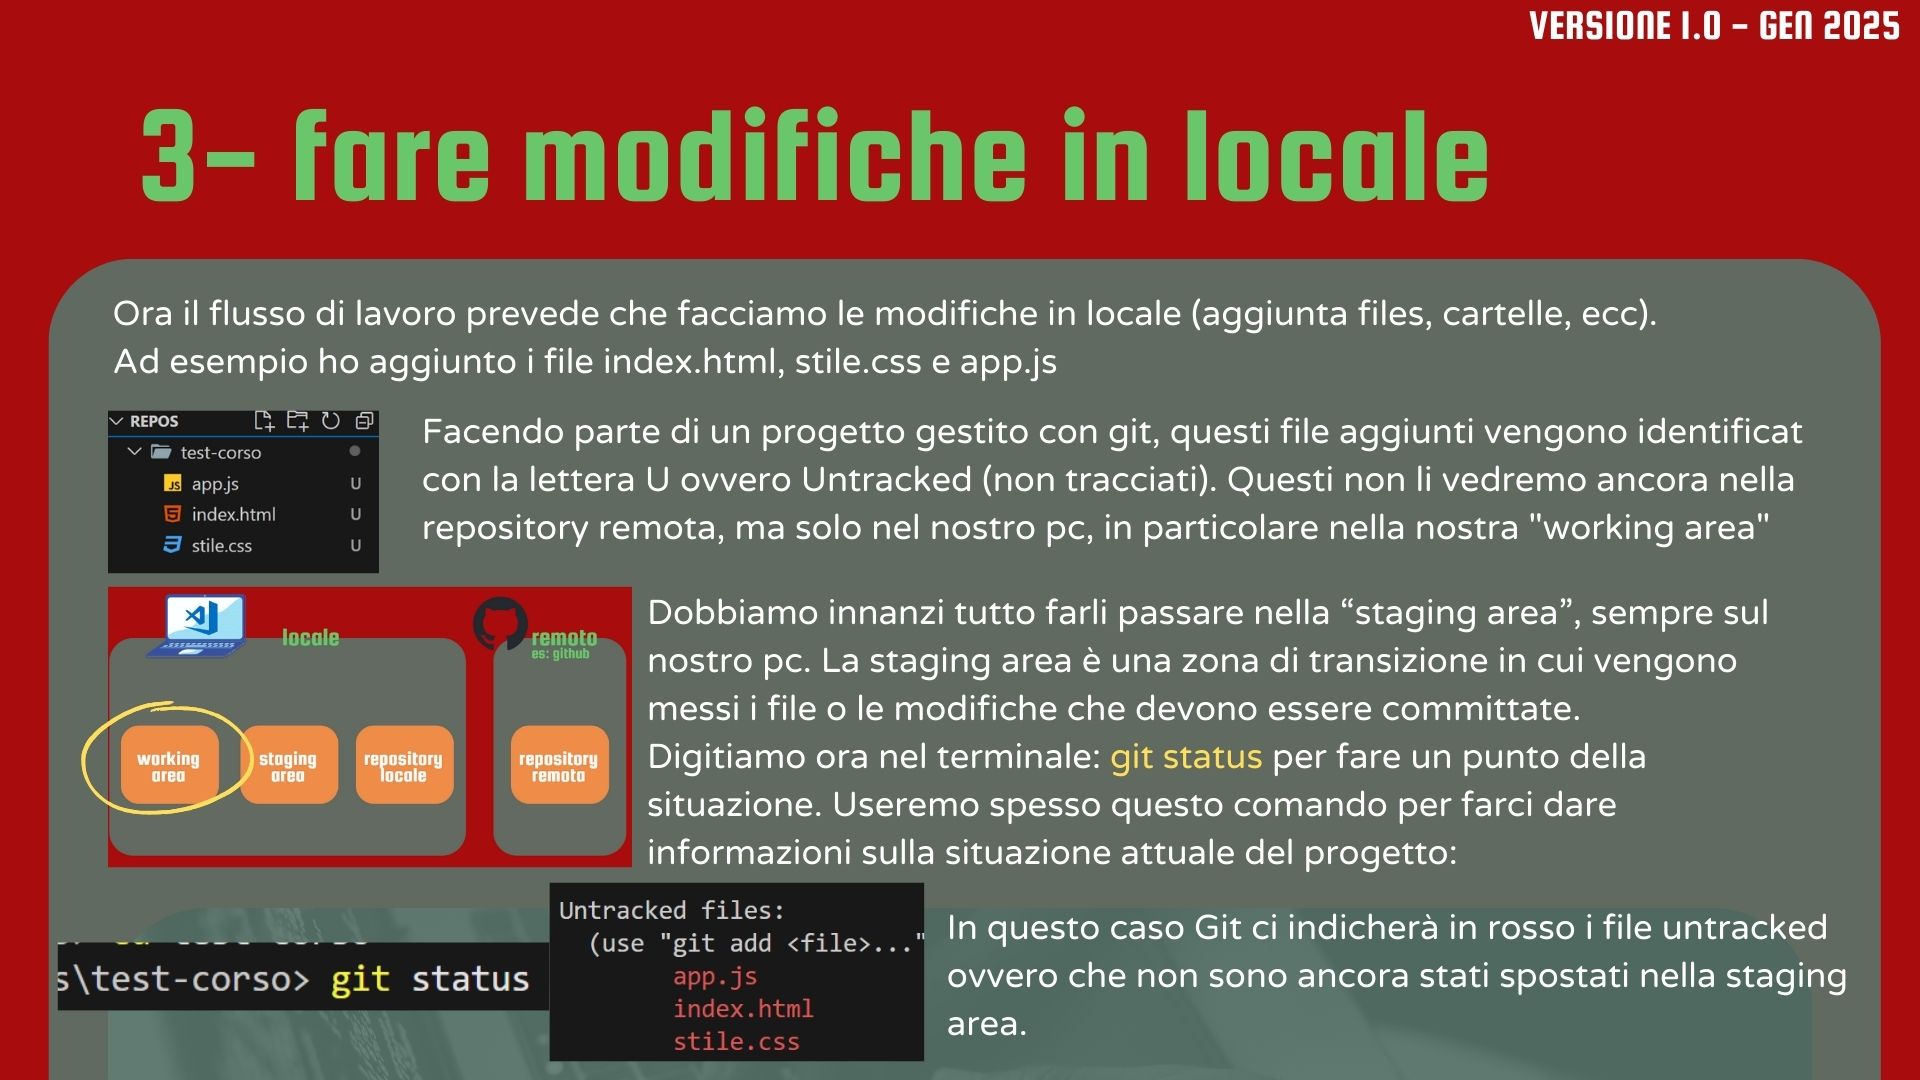 VERSIONE 1.0 - GEN 2025
3- fare modifiche in locale
Ora il flusso di lavoro prevede che facciamo le modifiche in locale (aggiunta files, cartelle, ecc).
Ad esempio ho aggiunto i file index.html, stile.css e app.js
REPOS
test-corso
app.js U
index.html U
stile.css U
Facendo parte di un progetto gestito con git, questi file aggiunti vengono identificat
con la lettera U ovvero Untracked (non tracciati). Questi non li vedremo ancora nella
repository remota, ma solo nel nostro pc, in particolare nella nostra "working area"
locale
remoto
es: github
working
area
staging
area
repository
locale
repository
remota
Dobbiamo innanzi tutto farli passare nella “staging area”, sempre sul
nostro pc. La staging area è una zona di transizione in cui vengono
messi i file o le modifiche che devono essere committate.
Digitiamo ora nel terminale: git status per fare un punto della
situazione. Useremo spesso questo comando per farci dare
informazioni sulla situazione attuale del progetto:
s\test-corso> git status
Untracked files:
(use "git add <file>..."
app.js
index.html
stile.css
In questo caso Git ci indicherà in rosso i file untracked
ovvero che non sono ancora stati spostati nella staging
area.